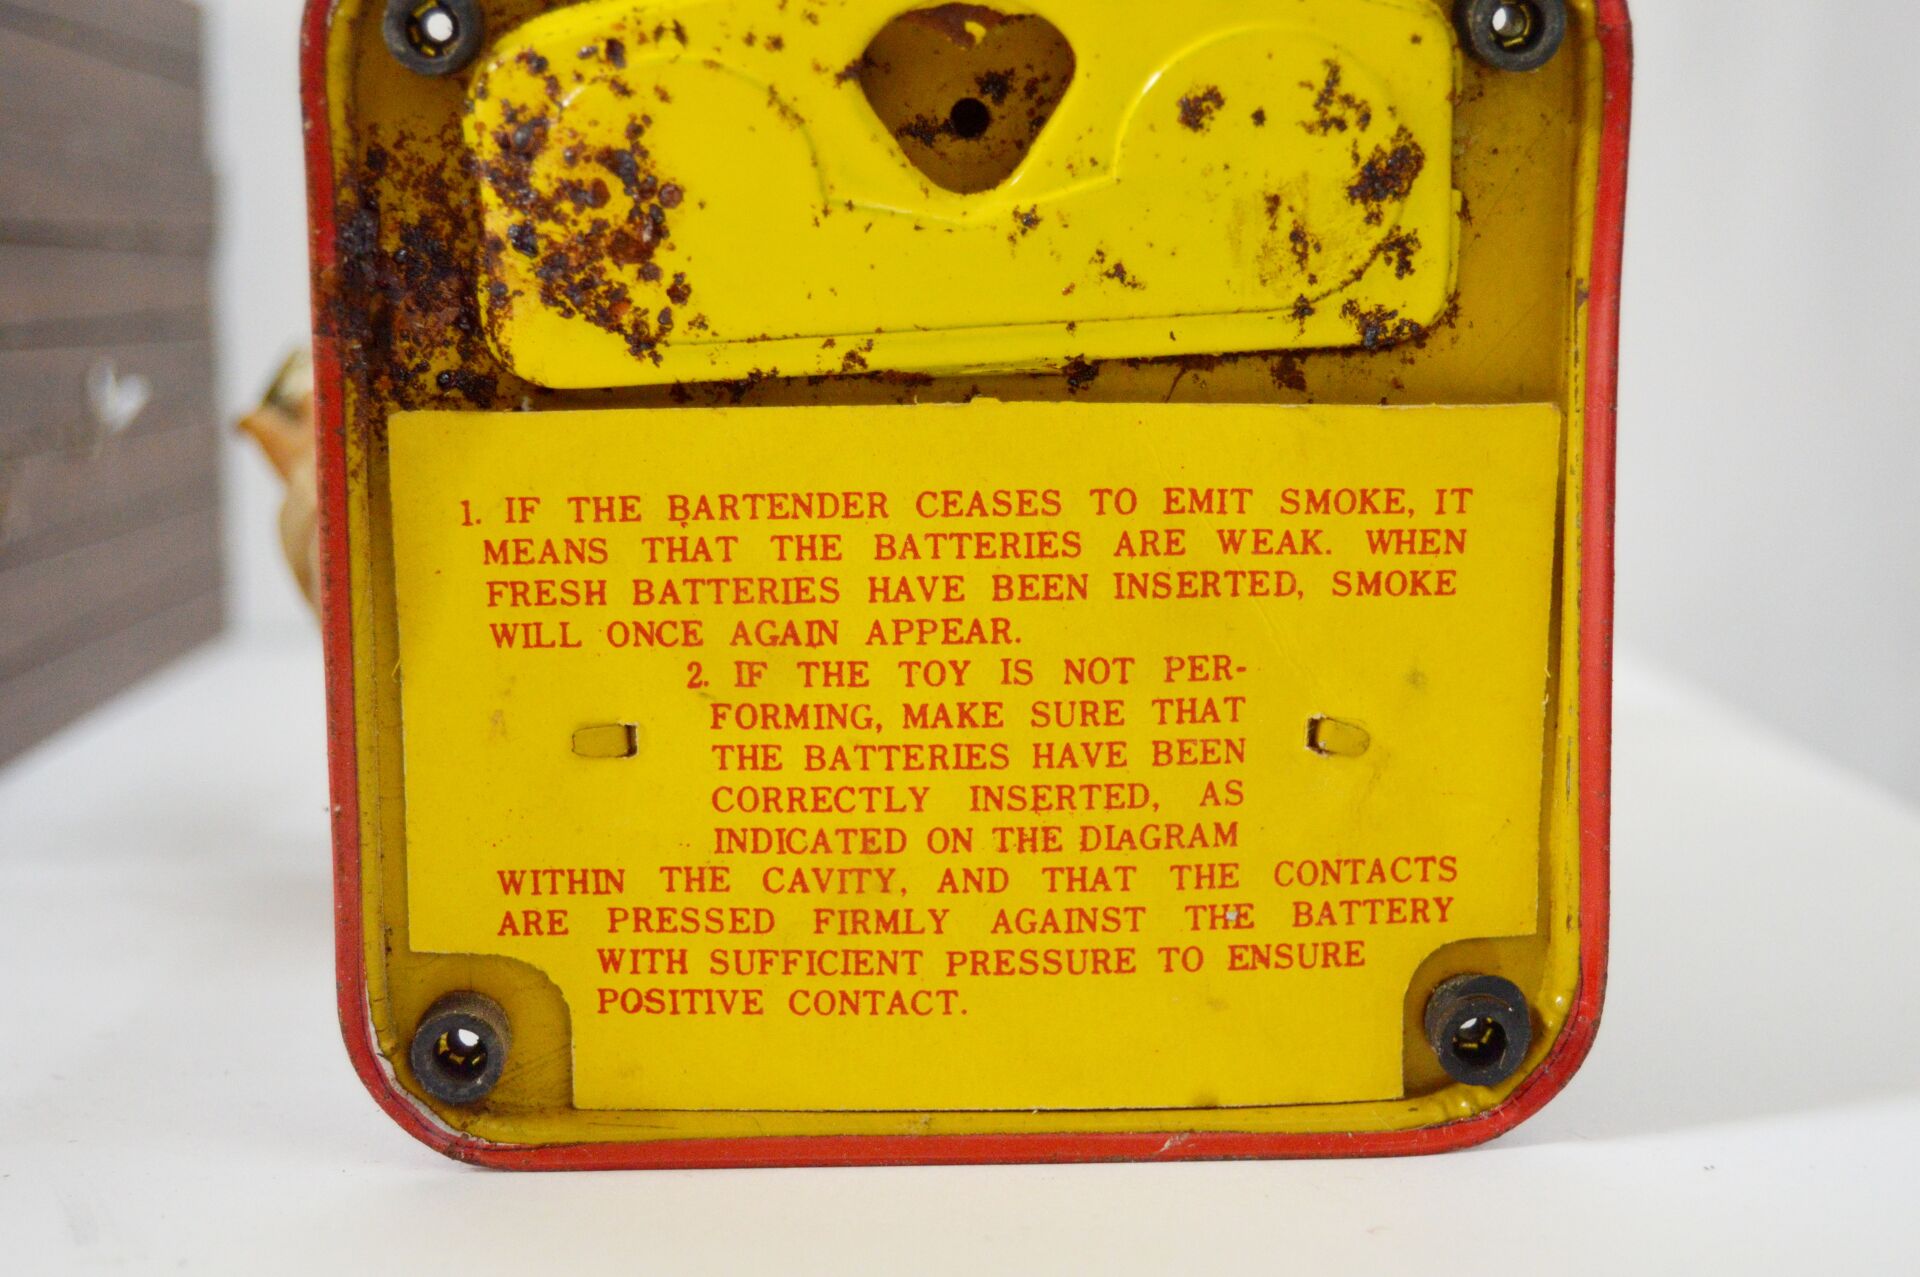 1. IF THE BARTENDER CEASES TO EMIT SMOKE, IT
MEANS THAT THE BATTERIES ARE WEAK. WHEN
FRESH BATTERIES HAVE BEEN INSERTED, SMOKE
WILL ONCE AGAIN APPEAR.
2. IF THE TOY IS NOT PER-
FORMING, MAKE SURE THAT
THE BATTERIES HAVE BEEN
CORRECTLY INSERTED, AS
INDICATED ON THE DIAGRAM
WITHIN THE CAVITY, AND THAT THE CONTACTS
ARE PRESSED FIRMLY AGAINST THE BATTERY
WITH SUFFICIENT PRESSURE TO ENSURE
POSITIVE CONTACT.